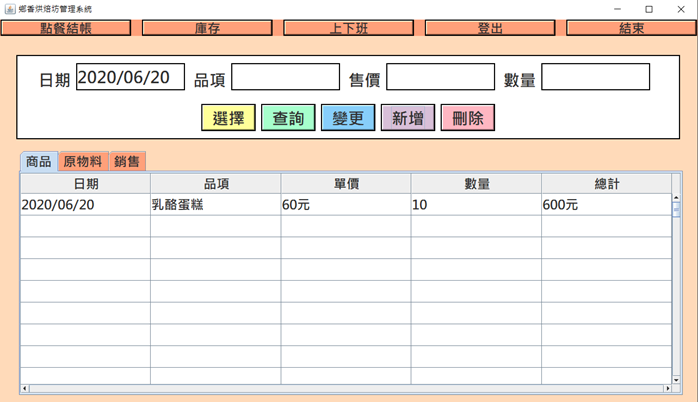 鄉香烘焙坊管理系統
點餐結帳 庫存 上下班 登出 結束
日期 2020/06/20 品項 售價 數量
選擇 查詢 變更 新增 刪除
商品 原物料 銷售
日期 品項 單價 數量 總計
2020/06/20 乳酪蛋糕 60元 10 600元